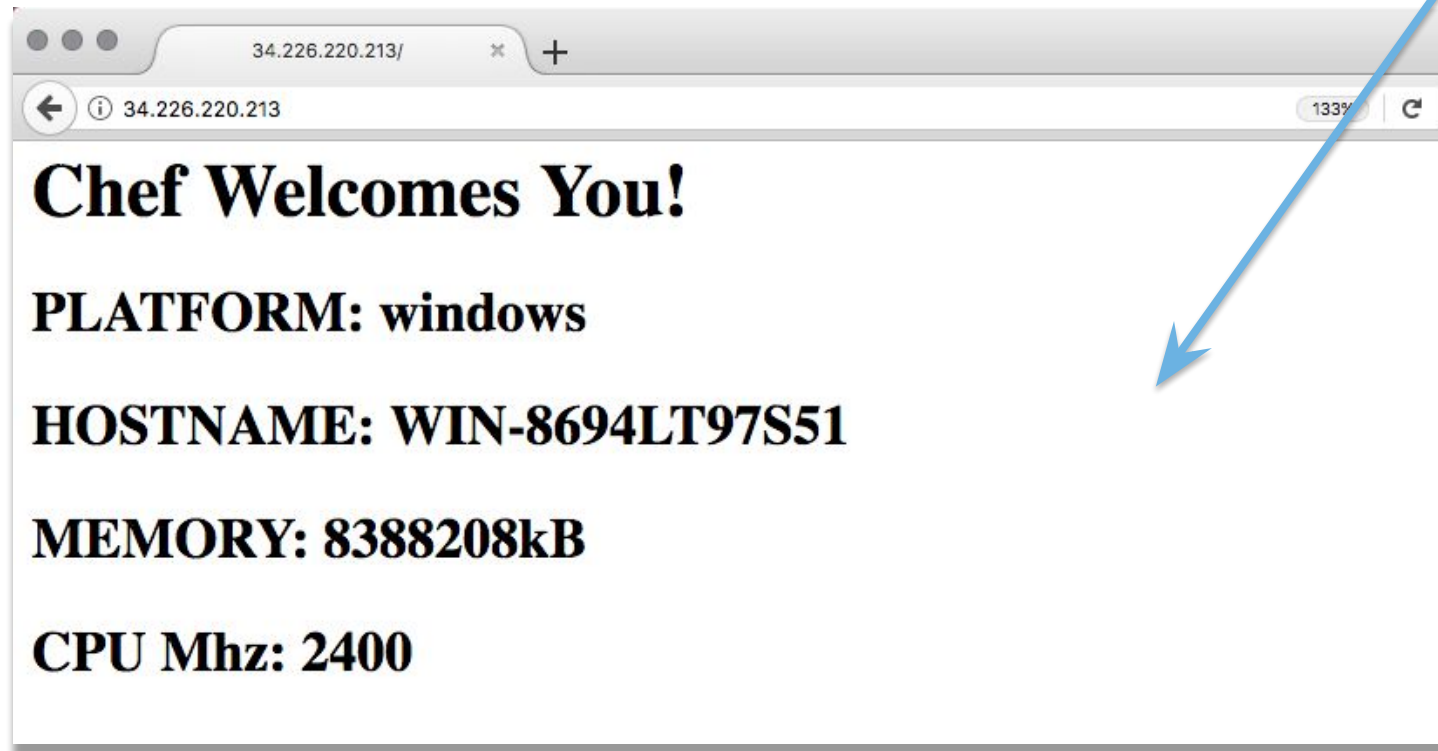 34.226.220.213/
34.226.220.213
133%
Chef Welcomes You!
PLATFORM: windows
HOSTNAME: WIN-8694LT97S51
MEMORY: 8388208kB
CPU Mhz: 2400